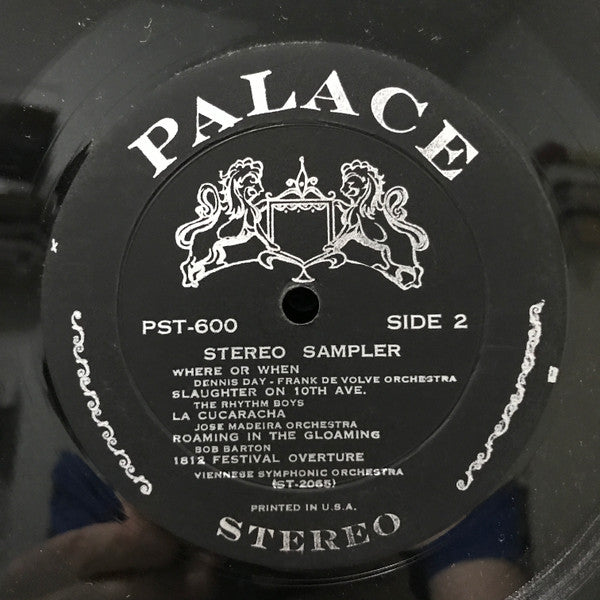 PALACE
PST-600 SIDE 2
STEREO SAMPLER
WHERE OR WHEN
DENNIS DAY - FRANK DE VOLVE ORCHESTRA
SLAUGHTER ON 10TH AVE.
THE RHYTHM BOYS
LA CUCARACHA
JOSE MADEIRA ORCHESTRA
ROAMING IN THE GLOAMING
BOB BARTON
1812 FESTIVAL OVERTURE
VIENNESE SYMPHONIC ORCHESTRA
(ST-2065)
PRINTED IN U.S.A.
STEREO